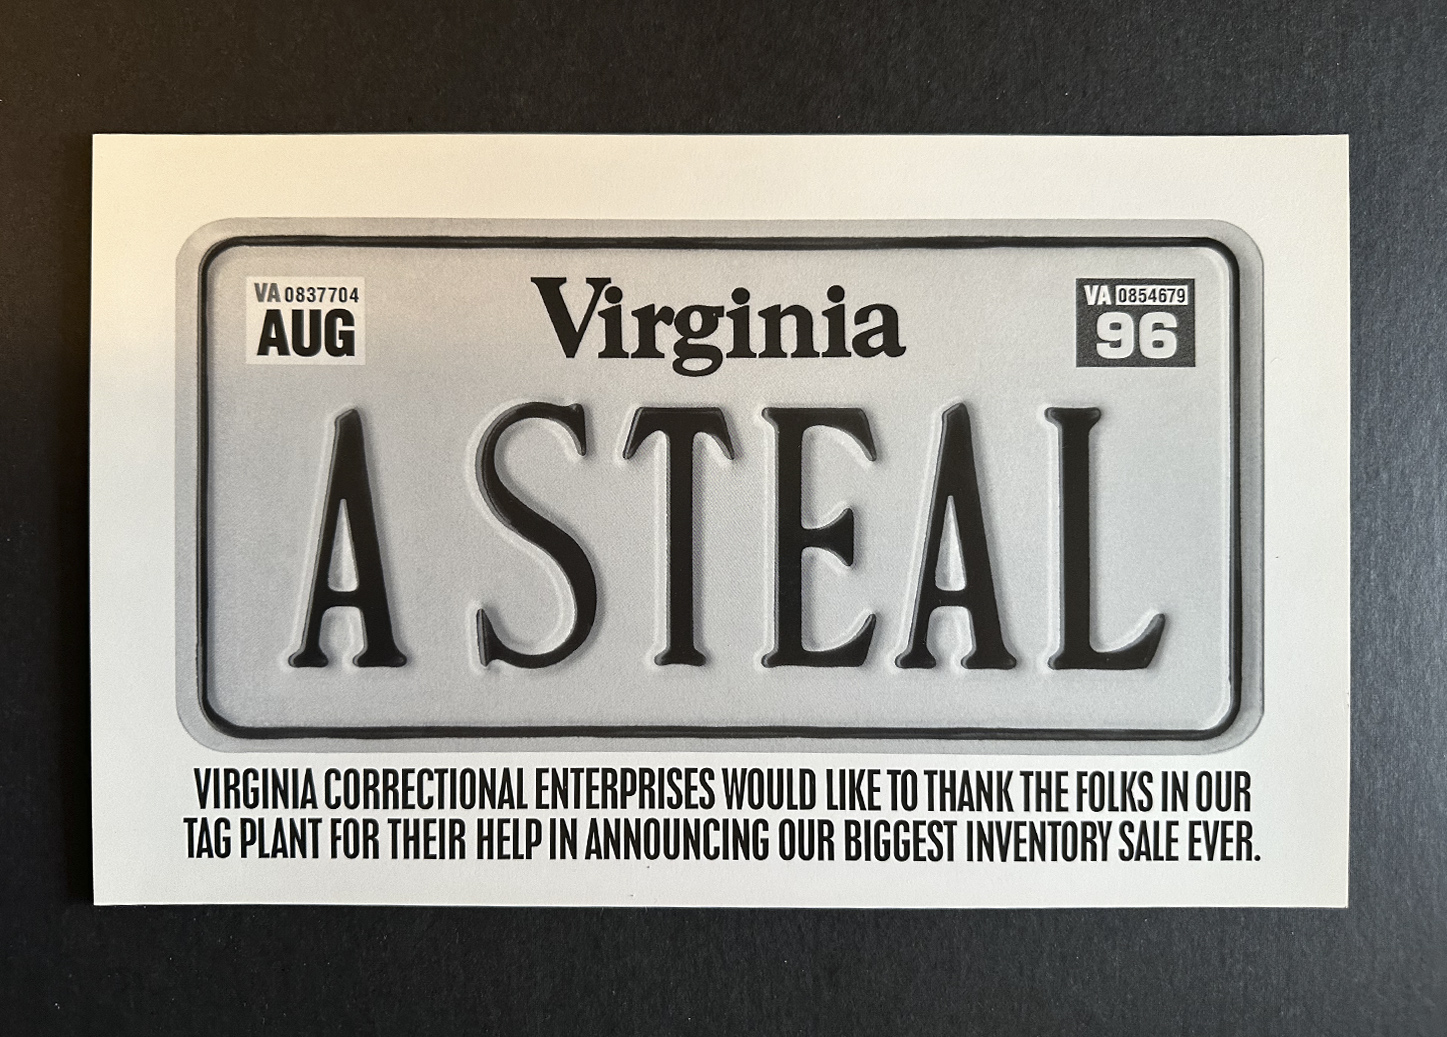 VA 0837704
AUG
Virginia
VA 0854679
96
A STEAL
VIRGINIA CORRECTIONAL ENTERPRISES WOULD LIKE TO THANK THE FOLKS IN OUR
TAG PLANT FOR THEIR HELP IN ANNOUNCING OUR BIGGEST INVENTORY SALE EVER.